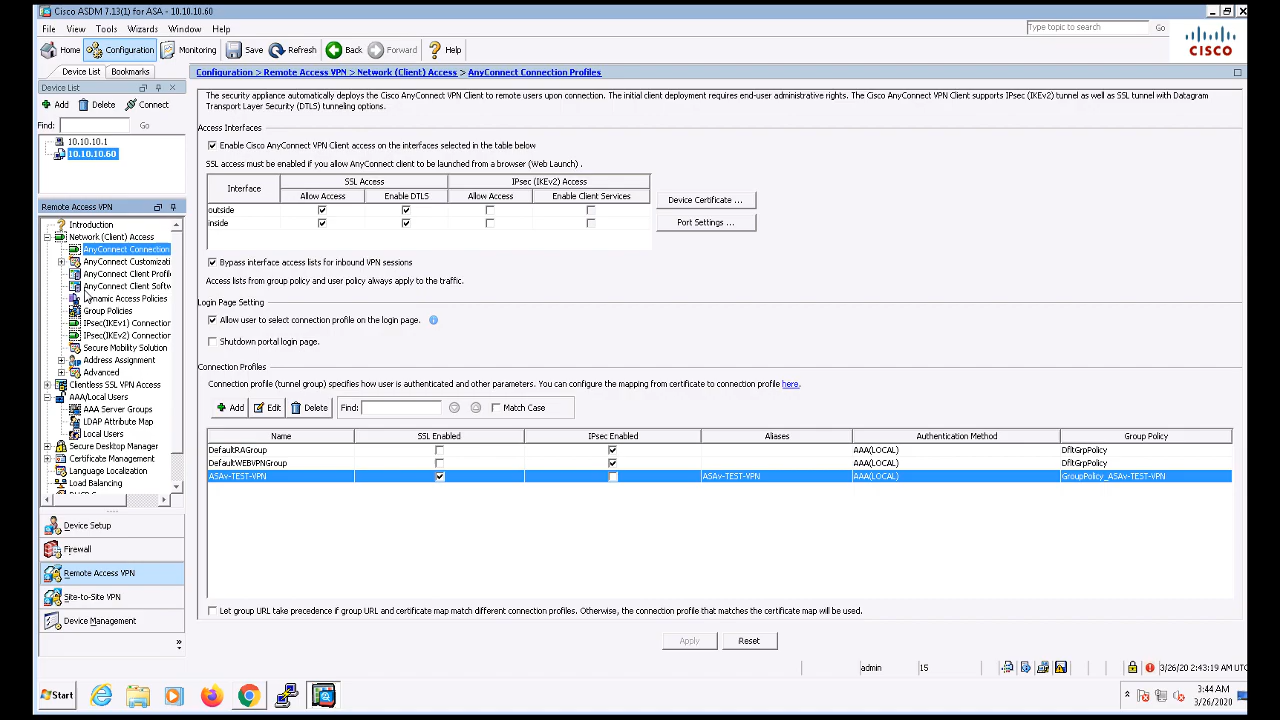 Cisco ASDM 7.13(1) for ASA - 10.10.10.60
File View Tools Wizards Window Help
Type to search Go
Home Configuration Monitoring Save Refresh Back Forward Help
CISCO
Device List Bookmarks
Configuration > Remote Access VPN > Network (Client) Access > AnyConnect Connection Profiles
Device List
Add Delete Connect
Find: Go
10.10.10.1
10.10.10.60
Remote Access VPN
Introduction
Network (Client) Access
AnyConnect Connection
AnyConnect Customizati
AnyConnect Client Profil
AnyConnect Client Softw
Dynamic Access Policies
Group Policies
IPsec(IKEv1) Connection
IPsec(IKEv2) Connection
Secure Mobility Solution
Address Assignment
Advanced
Clientless SSL VPN Access
AAA/Local Users
AAA Server Groups
LDAP Attribute Map
Local Users
Secure Desktop Manager
Certificate Management
Language Localization
Load Balancing
Device Setup
Firewall
Remote Access VPN
Site-to-Site VPN
Device Management
»
The security appliance automatically deploys the Cisco AnyConnect VPN Client to remote users upon connection. The initial client deployment requires end-user administrative rights. The Cisco AnyConnect VPN Client supports IPsec (IKEv2) tunnel as well as SSL tunnel with Datagram
Transport Layer Security (DTLS) tunneling options.
Access Interfaces
Enable Cisco AnyConnect VPN Client access on the interfaces selected in the table below
SSL access must be enabled if you allow AnyConnect client to be launched from a browser (Web Launch) .
Interface SSL Access IPsec (IKEv2) Access
Allow Access Enable DTLS Allow Access Enable Client Services
outside
inside
Device Certificate ...
Port Settings ...
Bypass interface access lists for inbound VPN sessions
Access lists from group policy and user policy always apply to the traffic.
Login Page Setting
Allow user to select connection profile on the login page.
Shutdown portal login page.
Connection Profiles
Connection profile (tunnel group) specifies how user is authenticated and other parameters. You can configure the mapping from certificate to connection profile here.
Add Edit Delete Find: Match Case
Name SSL Enabled IPsec Enabled Aliases Authentication Method Group Policy
DefaultRAGroup AAA(LOCAL) DfltGrpPolicy
DefaultWEBVPNGroup AAA(LOCAL) DfltGrpPolicy
ASAv-TEST-VPN ASAv-TEST-VPN AAA(LOCAL) GroupPolicy_ASAv-TEST-VPN
Let group URL take precedence if group URL and certificate map match different connection profiles. Otherwise, the connection profile that matches the certificate map will be used.
Apply Reset
admin 15 3/26/20 2:43:19 AM UTC
Start
3:44 AM
3/26/2020